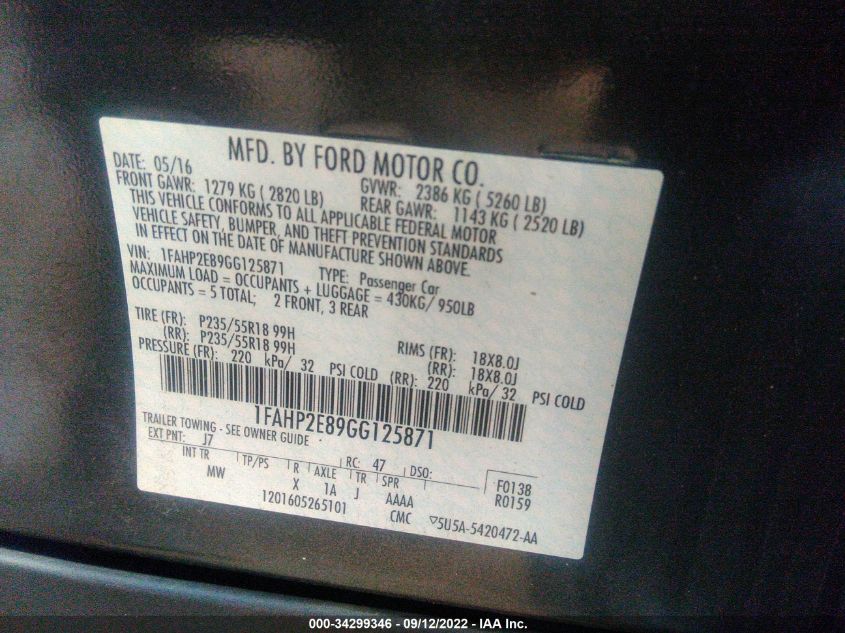 MFD. BY FORD MOTOR CO.
DATE: 05/16 GVWR: 2386 KG ( 5260 LB)
FRONT GAWR: 1279 KG ( 2820 LB) REAR GAWR: 1143 KG ( 2520 LB)
THIS VEHICLE CONFORMS TO ALL APPLICABLE FEDERAL MOTOR
VEHICLE SAFETY, BUMPER, AND THEFT PREVENTION STANDARDS
IN EFFECT ON THE DATE OF MANUFACTURE SHOWN ABOVE.
VIN: 1FAHP2E89GG125871 TYPE: Passenger Car
MAXIMUM LOAD = OCCUPANTS + LUGGAGE = 430KG/ 950LB
OCCUPANTS = 5 TOTAL; 2 FRONT, 3 REAR
TIRE (FR): P235/55R18 99H RIMS (FR): 18X8.0J
(RR): P235/55R18 99H (RR): 18X8.0J
PRESSURE (FR): 220 kPa/ 32 PSI COLD (RR): 220 kPa/ 32 PSI COLD
1FAHP2E89GG125871
TRAILER TOWING - SEE OWNER GUIDE
EXT PNT: J7 RC: 47 DSO: F0138
INT TR TP/PS R AXLE TR SPR R0159
MW X 1A J AAAA
1201605265101 CMC ▽5U5A-5420472-AA
000-34299346 - 09/12/2022 - IAA Inc.